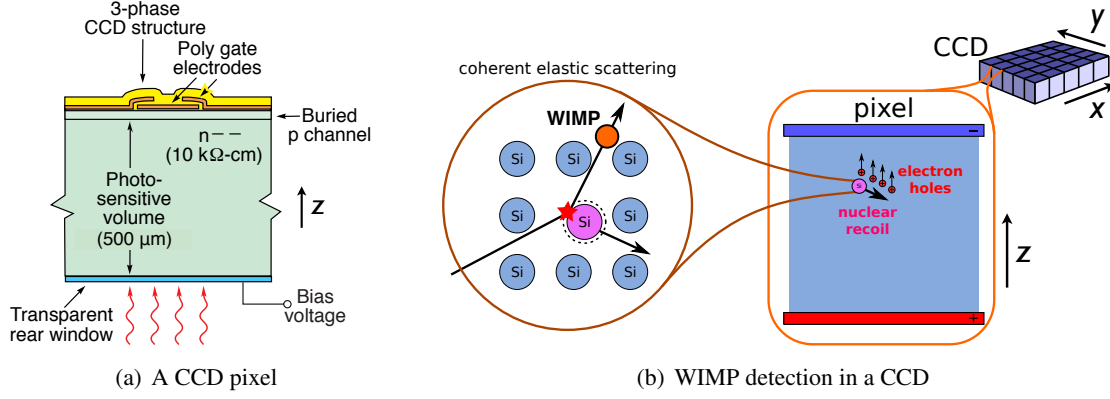 3-phase
CCD structure
Poly gate
electrodes
Buried
p channel
n−−
(10 kΩ-cm)
Photo-
sensitive
volume
(500 µm)
z
Transparent
rear window
Bias
voltage
(a) A CCD pixel
coherent elastic scattering
WIMP
Si Si Si
Si Si Si
Si Si Si
CCD
y
x
pixel
−
Si
electron
holes
nuclear
recoil
z
+
(b) WIMP detection in a CCD